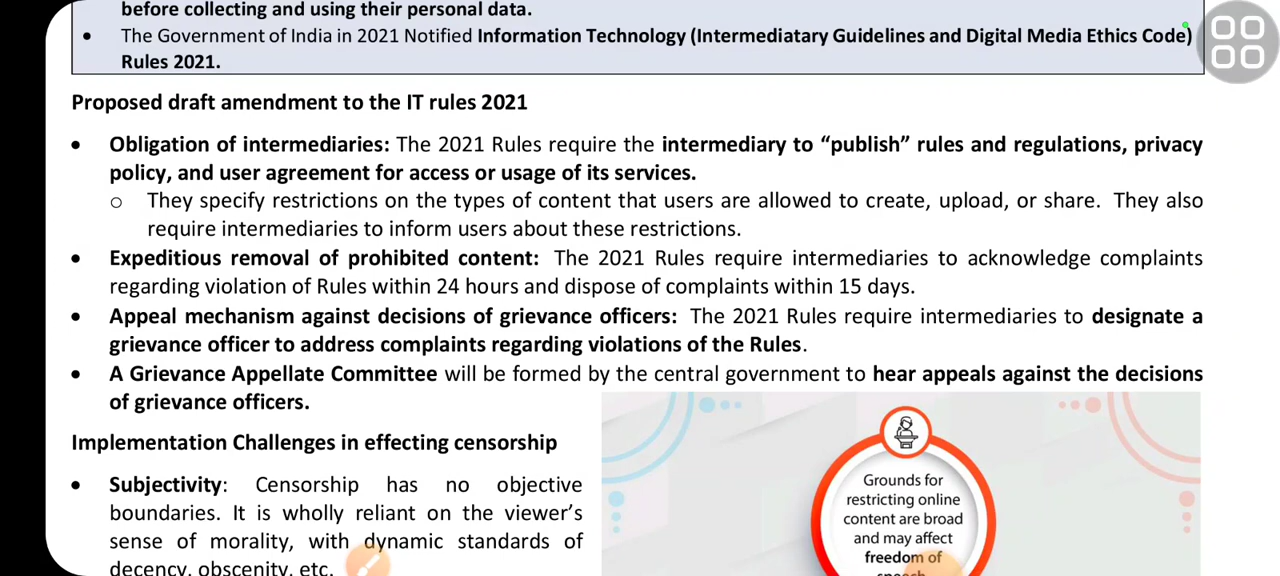 before collecting and using their personal data.
• The Government of India in 2021 Notified Information Technology (Intermediatary Guidelines and Digital Media Ethics Code)
Rules 2021.
Proposed draft amendment to the IT rules 2021
• Obligation of intermediaries: The 2021 Rules require the intermediary to “publish” rules and regulations, privacy
policy, and user agreement for access or usage of its services.
o They specify restrictions on the types of content that users are allowed to create, upload, or share. They also
require intermediaries to inform users about these restrictions.
• Expeditious removal of prohibited content: The 2021 Rules require intermediaries to acknowledge complaints
regarding violation of Rules within 24 hours and dispose of complaints within 15 days.
• Appeal mechanism against decisions of grievance officers: The 2021 Rules require intermediaries to designate a
grievance officer to address complaints regarding violations of the Rules.
• A Grievance Appellate Committee will be formed by the central government to hear appeals against the decisions
of grievance officers.
Implementation Challenges in effecting censorship
• Subjectivity: Censorship has no objective
boundaries. It is wholly reliant on the viewer’s
sense of morality, with dynamic standards of
decency, obscenity, etc.
Grounds for
restricting online
content are broad
and may affect
freedom of
speech